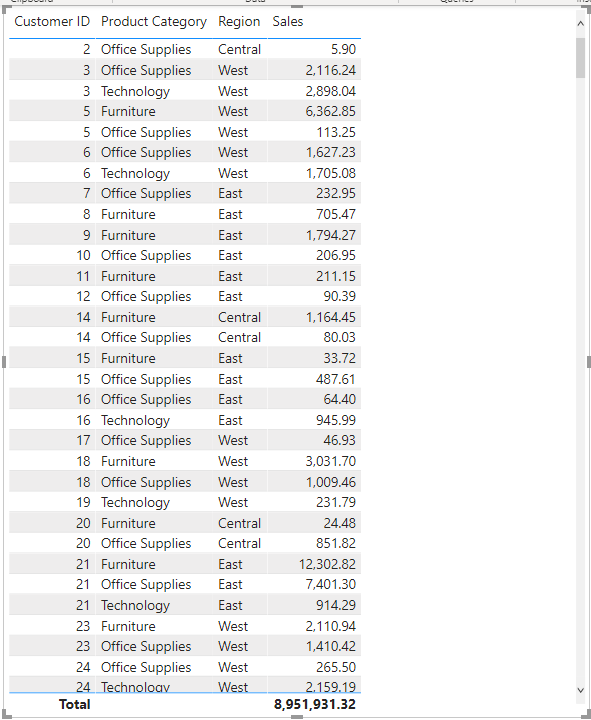 Customer ID Product Category Region Sales
2 Office Supplies Central 5.90
3 Office Supplies West 2,116.24
3 Technology West 2,898.04
5 Furniture West 6,362.85
5 Office Supplies West 113.25
6 Office Supplies West 1,627.23
6 Technology West 1,705.08
7 Office Supplies East 232.95
8 Furniture East 705.47
9 Furniture East 1,794.27
10 Office Supplies East 206.95
11 Furniture East 211.15
12 Office Supplies East 90.39
14 Furniture Central 1,164.45
14 Office Supplies Central 80.03
15 Furniture East 33.72
15 Office Supplies East 487.61
16 Office Supplies East 64.40
16 Technology East 945.99
17 Office Supplies West 46.93
18 Furniture West 3,031.70
18 Office Supplies West 1,009.46
19 Technology West 231.79
20 Furniture Central 24.48
20 Office Supplies Central 851.82
21 Furniture East 12,302.82
21 Office Supplies East 7,401.30
21 Technology East 914.29
23 Furniture West 2,110.94
23 Office Supplies West 1,410.42
24 Office Supplies West 265.50
24 Technology West 2,159.19
Total 8,951,931.32